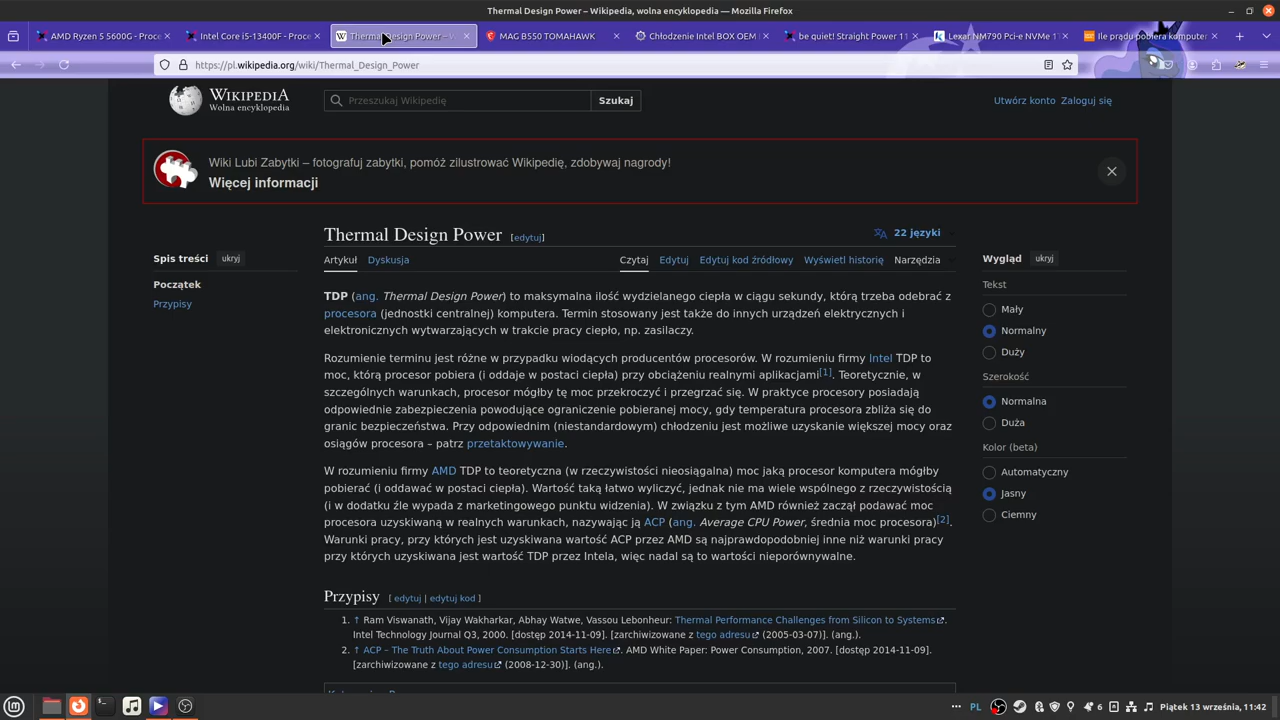 Thermal Design Power – Wikipedia, wolna encyklopedia — Mozilla Firefox
AMD Ryzen 5 5600G - Proce
Intel Core i5-13400F - Proce
Thermal Design Power – W
MAG B550 TOMAHAWK
Chłodzenie Intel BOX OEM
be quiet! Straight Power 11
Lexar NM790 Pci-e NVMe 1
Ile prądu pobiera komputer
https://pl.wikipedia.org/wiki/Thermal_Design_Power
WIKIPEDIA
Wolna encyklopedia
Przeszukaj Wikipedię
Szukaj
Utwórz konto Zaloguj się
Wiki Lubi Zabytki – fotografuj zabytki, pomóż zilustrować Wikipedię, zdobywaj nagrody!
Więcej informacji
Thermal Design Power [edytuj]
22 języki
Spis treści ukryj
Początek
Przypisy
Artykuł Dyskusja Czytaj Edytuj Edytuj kod źródłowy Wyświetl historię Narzędzia
TDP (ang. Thermal Design Power) to maksymalna ilość wydzielanego ciepła w ciągu sekundy, którą trzeba odebrać z
procesora (jednostki centralnej) komputera. Termin stosowany jest także do innych urządzeń elektrycznych i
elektronicznych wytwarzających w trakcie pracy ciepło, np. zasilaczy.
Rozumienie terminu jest różne w przypadku wiodących producentów procesorów. W rozumieniu firmy Intel TDP to
moc, którą procesor pobiera (i oddaje w postaci ciepła) przy obciążeniu realnymi aplikacjami[1]. Teoretycznie, w
szczególnych warunkach, procesor mógłby tę moc przekroczyć i przegrzać się. W praktyce procesory posiadają
odpowiednie zabezpieczenia powodujące ograniczenie pobieranej mocy, gdy temperatura procesora zbliża się do
granic bezpieczeństwa. Przy odpowiednim (niestandardowym) chłodzeniu jest możliwe uzyskanie większej mocy oraz
osiągów procesora – patrz przetaktowywanie.
W rozumieniu firmy AMD TDP to teoretyczna (w rzeczywistości nieosiągalna) moc jaką procesor komputera mógłby
pobierać (i oddawać w postaci ciepła). Wartość taką łatwo wyliczyć, jednak nie ma wiele wspólnego z rzeczywistością
(i w dodatku źle wypada z marketingowego punktu widzenia). W związku z tym AMD również zaczął podawać moc
procesora uzyskiwaną w realnych warunkach, nazywając ją ACP (ang. Average CPU Power, średnia moc procesora)[2].
Warunki pracy, przy których jest uzyskiwana wartość ACP przez AMD są najprawdopodobniej inne niż warunki pracy
przy których uzyskiwana jest wartość TDP przez Intela, więc nadal są to wartości nieporównywalne.
Przypisy [ edytuj | edytuj kod ]
1. ↑ Ram Viswanath, Vijay Wakharkar, Abhay Watwe, Vassou Lebonheur: Thermal Performance Challenges from Silicon to Systems.
Intel Technology Journal Q3, 2000. [dostęp 2014-11-09]. [zarchiwizowane z tego adresu (2005-03-07)]. (ang.).
2. ↑ ACP – The Truth About Power Consumption Starts Here. AMD White Paper: Power Consumption, 2007. [dostęp 2014-11-09].
[zarchiwizowane z tego adresu (2008-12-30)]. (ang.).
Wygląd ukryj
Tekst
Mały
Normalny
Duży
Szerokość
Normalna
Duża
Kolor (beta)
Automatyczny
Jasny
Ciemny
PL
6
Piątek 13 września, 11:42